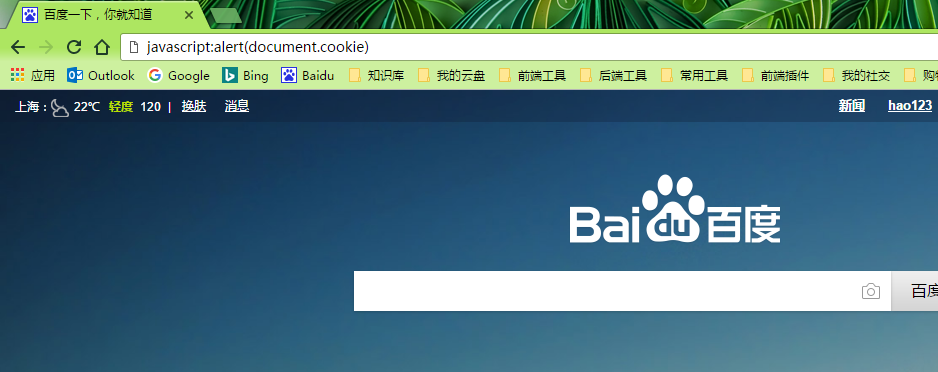 百度一下，你就知道
javascript:alert(document.cookie)
应用 Outlook Google Bing Baidu 知识库 我的云盘 前端工具 后端工具 常用工具 前端插件 我的社交 购物
上海： 22℃ 轻度 120 | 换肤 消息 新闻 hao123
Bai du 百度
百度